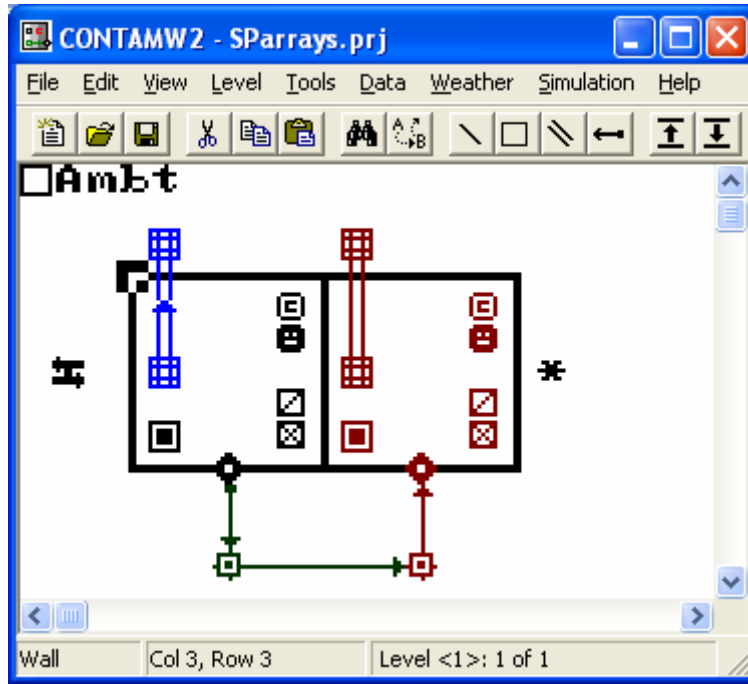 CONTAMW2 - SParrays.prj
File Edit View Level Tools Data Weather Simulation Help
A B
Ambt
C C
Wall Col 3, Row 3 Level <1>: 1 of 1